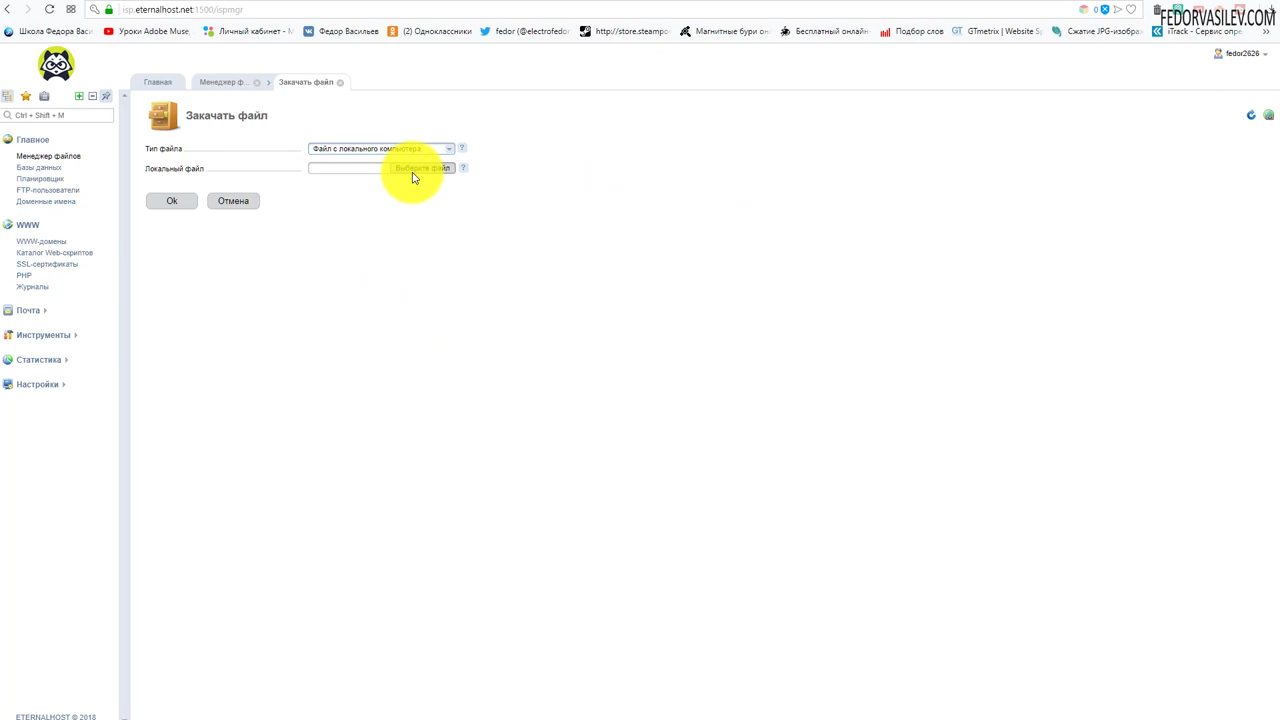 isp.eternalhost.net:1500/ispmgr
0
FEDORVASILEV.COM
Школа Федора Васи
Уроки Adobe Muse
Личный кабинет - М
Федор Васильев
(2) Одноклассники
fedor (@electrofedor
http://store.steampo
Магнитные бури он
Бесплатный онлайн
Подбор слов
GTmetrix | Website S
Сжатие JPG-изобра
iTrack - Сервис опре
fedor2626
Главная
Менеджер ф...
Закачать файл
Ctrl + Shift + M
Закачать файл
Тип файла
Файл с локального компьютера
?
Локальный файл
Выберите файл
?
Ok
Отмена
Главное
Менеджер файлов
Базы данных
Планировщик
FTP-пользователи
Доменные имена
WWW
WWW-домены
Каталог Web-скриптов
SSL-сертификаты
PHP
Журналы
Почта
Инструменты
Статистика
Настройки
ETERNALHOST © 2018